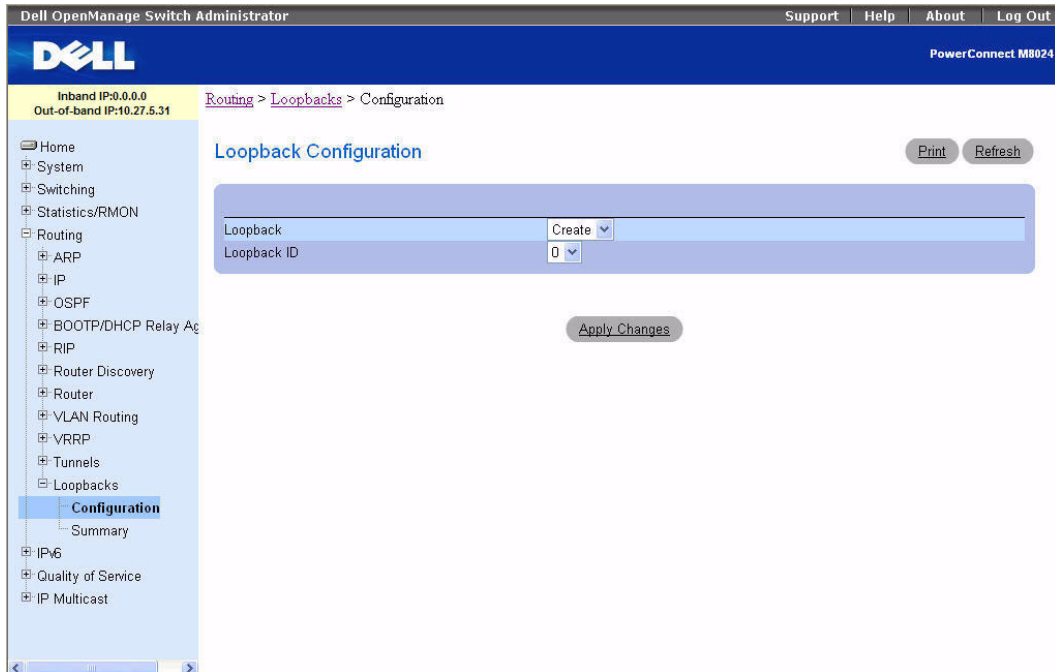 Dell OpenManage Switch Administrator
Support | Help | About | Log Out
DELL
PowerConnect M8024
Inband IP:0.0.0.0
Out-of-band IP:10.27.5.31
Routing > Loopbacks > Configuration
Home
System
Switching
Statistics/RMON
Routing
ARP
IP
OSPF
BOOTP/DHCP Relay Ag
RIP
Router Discovery
Router
VLAN Routing
VRRP
Tunnels
Loopbacks
Configuration
Summary
IPv6
Quality of Service
IP Multicast
Loopback Configuration
Print
Refresh
Loopback Create
Loopback ID 0
Apply Changes